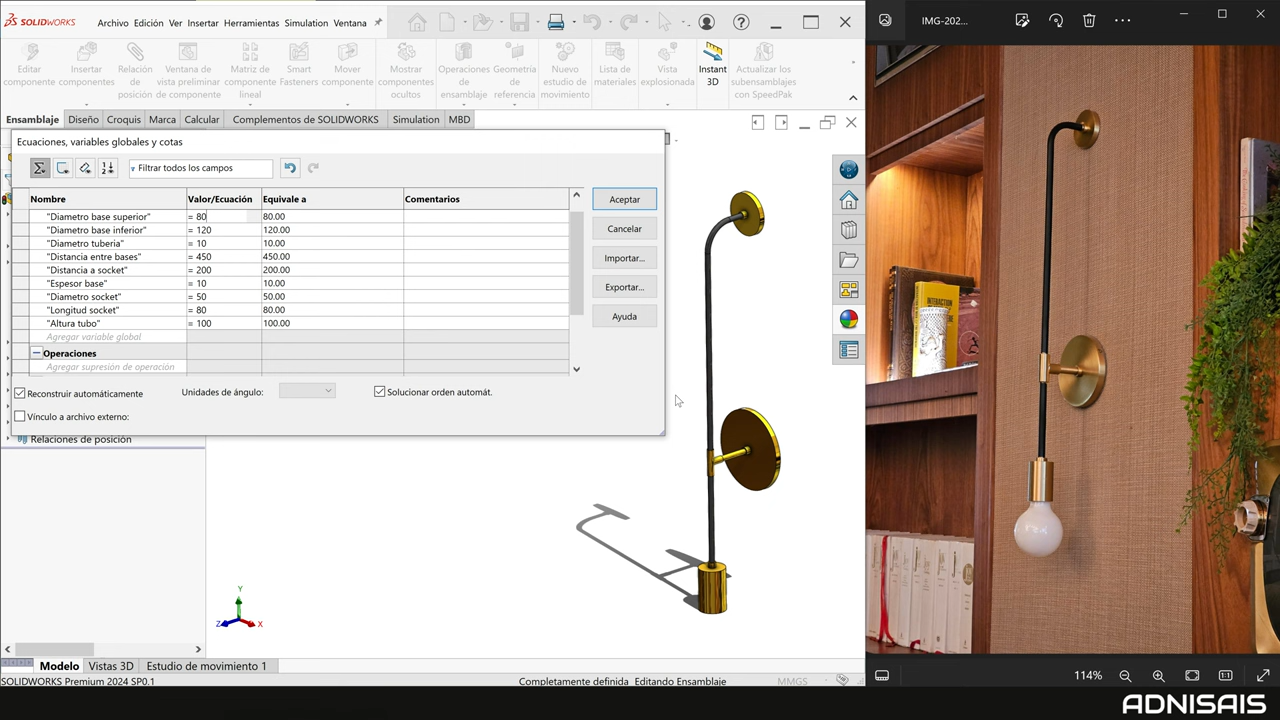 SOLIDWORKS
Archivo Edición Ver Insertar Herramientas Simulation Ventana
IMG-202...
Editar componente
Insertar componentes
Relación de posición
Ventana de vista preliminar de componente
Matriz de componente lineal
Smart Fasteners
Mover componente
Mostrar componentes ocultos
Operaciones de ensamblaje
Geometría de referencia
Nuevo estudio de movimiento
Lista de materiales
Vista explosionada
Instant 3D
Actualizar los subensamblajes con SpeedPak
Ensamblaje Diseño Croquis Marca Calcular Complementos de SOLIDWORKS Simulation MBD
Ecuaciones, variables globales y cotas
Filtrar todos los campos
Nombre Valor/Ecuación Equivale a Comentarios
"Diametro base superior" = 80 80.00
"Diametro base inferior" = 120 120.00
"Diametro tuberia" = 10 10.00
"Distancia entre bases" = 450 450.00
"Distancia a socket" = 200 200.00
"Espesor base" = 10 10.00
"Diametro socket" = 50 50.00
"Longitud socket" = 80 80.00
"Altura tubo" = 100 100.00
Agregar variable global
Operaciones
Agregar supresión de operación
Aceptar
Cancelar
Importar...
Exportar...
Ayuda
Reconstruir automáticamente Unidades de ángulo: Solucionar orden automát.
Vínculo a archivo externo:
Relaciones de posición
INTERACTION
Y
Z X
Modelo Vistas 3D Estudio de movimiento 1
SOLIDWORKS Premium 2024 SP0.1 Completamente definida Editando Ensamblaje MMGS
114%
ADNISAIS